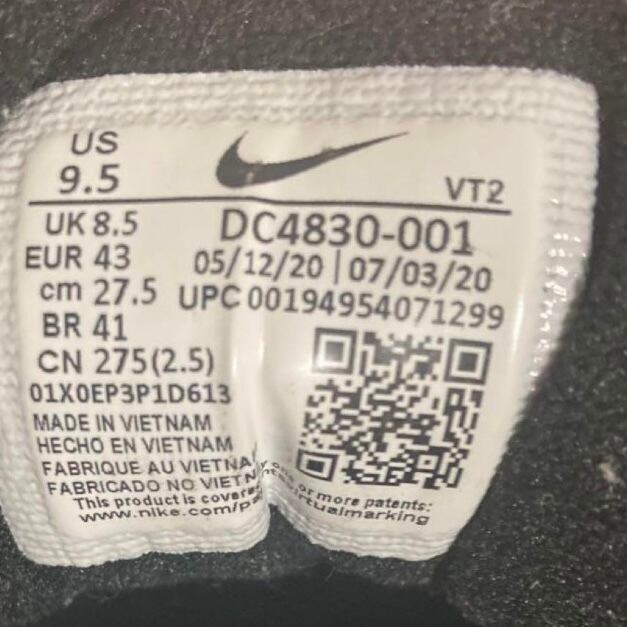 US
9.5
VT2
UK 8.5
EUR 43
cm 27.5
BR 41
CN 275(2.5)
01X0EP3P1D613
DC4830-001
05/12/20 | 07/03/20
UPC 00194954071299
MADE IN VIETNAM
HECHO EN VIETNAM
FABRIQUE AU
FABRICADO NO
This product is one or more patents:
www.nike.com/